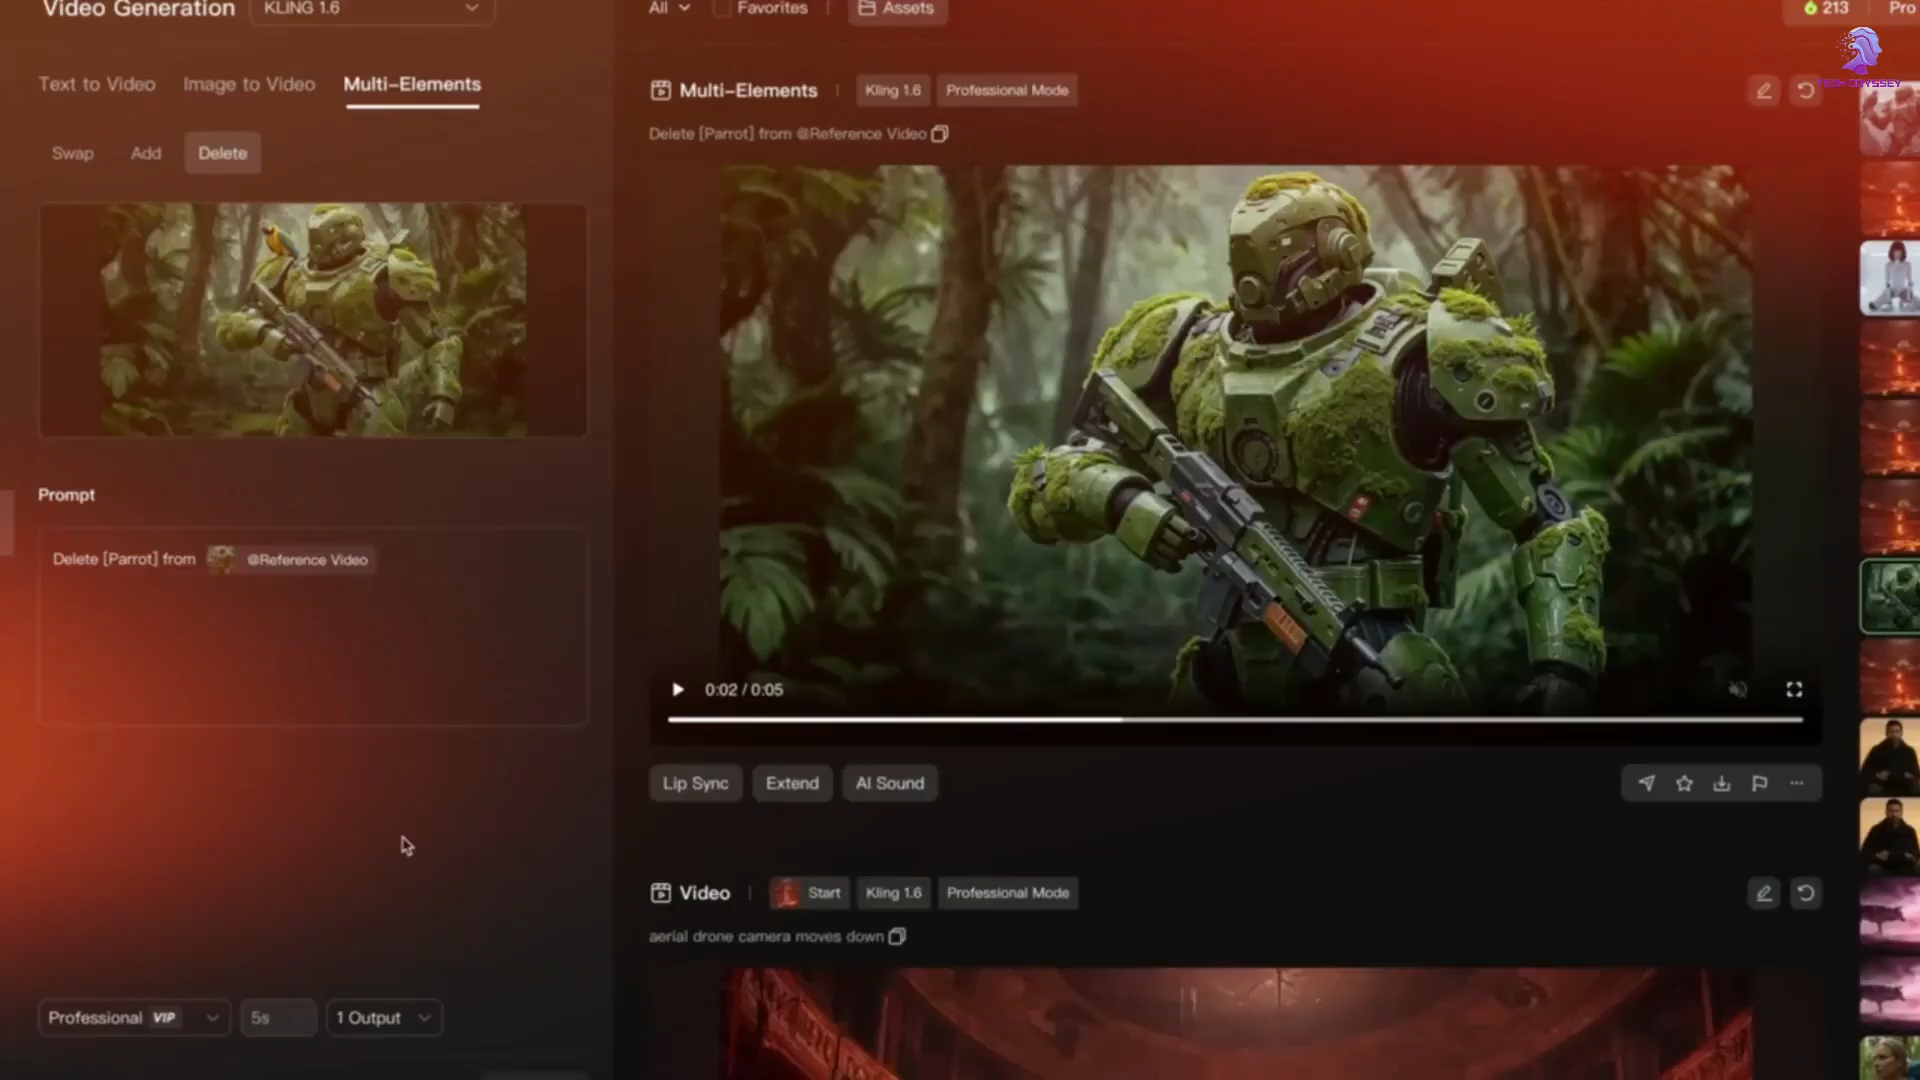 Video Generation
KLING 1.6
All
Favorites
Assets
213
Pro
TECH ODYSSEY
Text to Video
Image to Video
Multi-Elements
Swap
Add
Delete
Prompt
Delete [Parrot] from @Reference Video
Professional VIP
5s
1 Output
Multi-Elements
Kling 1.6
Professional Mode
Delete [Parrot] from @Reference Video
0:02 / 0:05
Lip Sync
Extend
AI Sound
Video
Start
Kling 1.6
Professional Mode
aerial drone camera moves down